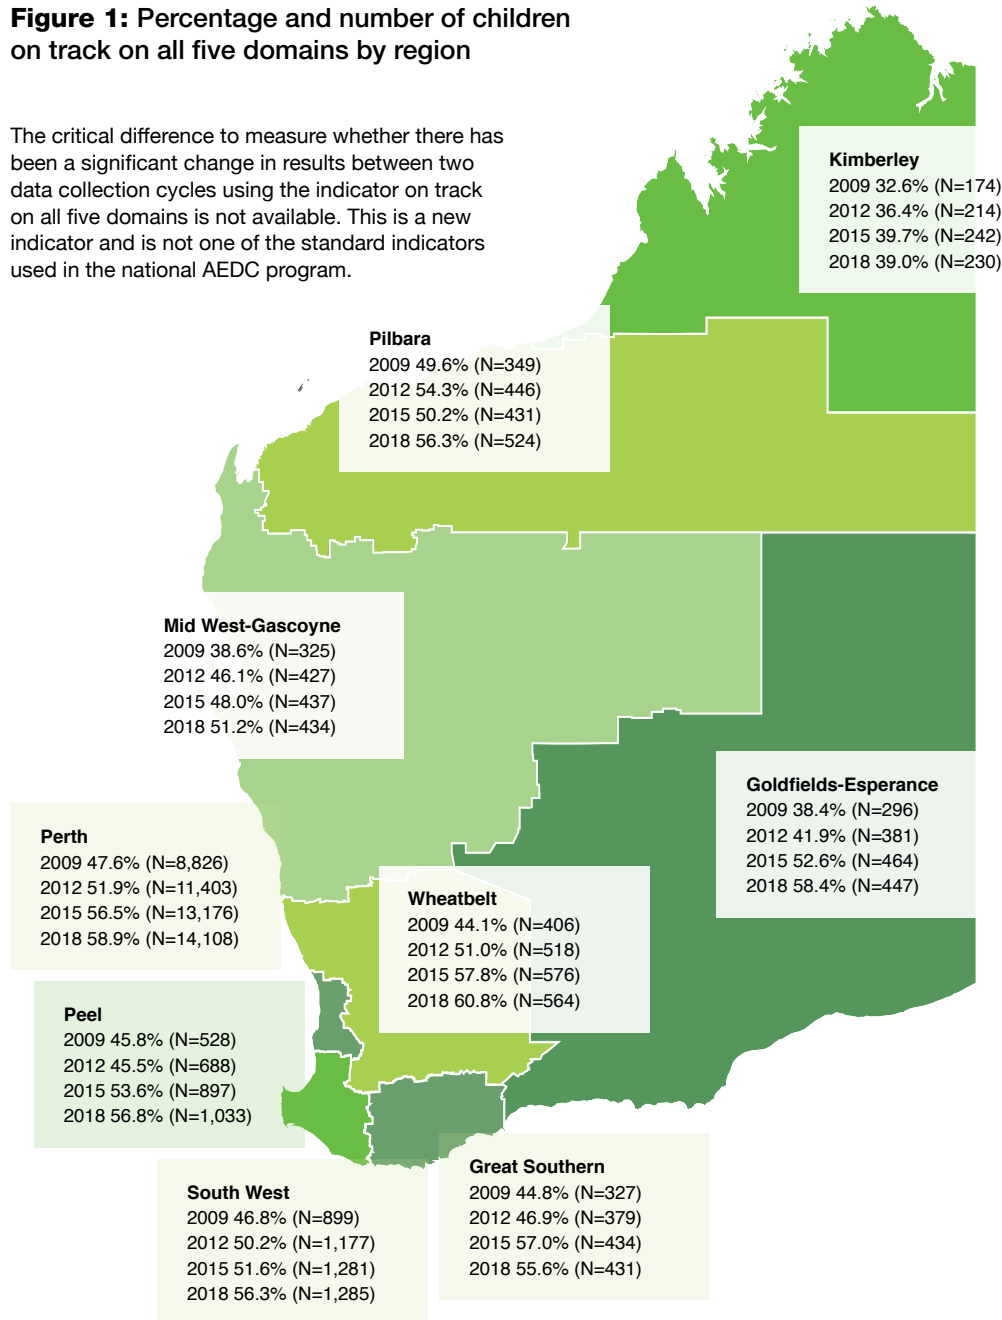 Figure 1: Percentage and number of children
on track on all five domains by region
The critical difference to measure whether there has
been a significant change in results between two
data collection cycles using the indicator on track
on all five domains is not available. This is a new
indicator and is not one of the standard indicators
used in the national AEDC program.
Kimberley
2009 32.6% (N=174)
2012 36.4% (N=214)
2015 39.7% (N=242)
2018 39.0% (N=230)
Pilbara
2009 49.6% (N=349)
2012 54.3% (N=446)
2015 50.2% (N=431)
2018 56.3% (N=524)
Mid West-Gascoyne
2009 38.6% (N=325)
2012 46.1% (N=427)
2015 48.0% (N=437)
2018 51.2% (N=434)
Goldfields-Esperance
2009 38.4% (N=296)
2012 41.9% (N=381)
2015 52.6% (N=464)
2018 58.4% (N=447)
Perth
2009 47.6% (N=8,826)
2012 51.9% (N=11,403)
2015 56.5% (N=13,176)
2018 58.9% (N=14,108)
Wheatbelt
2009 44.1% (N=406)
2012 51.0% (N=518)
2015 57.8% (N=576)
2018 60.8% (N=564)
Peel
2009 45.8% (N=528)
2012 45.5% (N=688)
2015 53.6% (N=897)
2018 56.8% (N=1,033)
Great Southern
2009 44.8% (N=327)
2012 46.9% (N=379)
2015 57.0% (N=434)
2018 55.6% (N=431)
South West
2009 46.8% (N=899)
2012 50.2% (N=1,177)
2015 51.6% (N=1,281)
2018 56.3% (N=1,285)